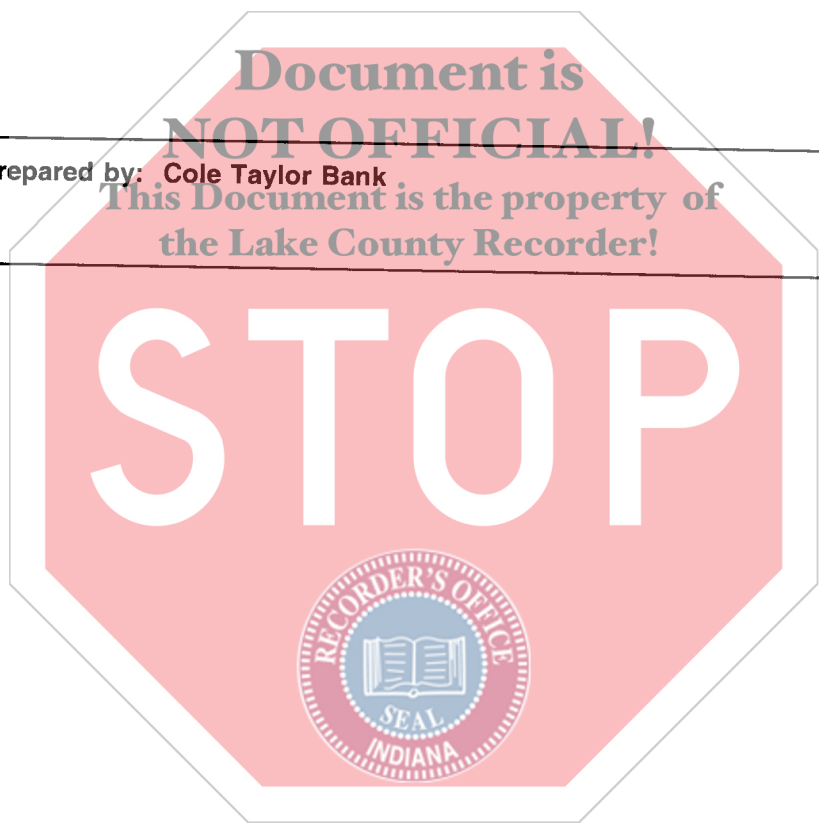 Document is
NOT OFFICIAL!
repared by: Cole Taylor Bank
This Document is the property of
the Lake County Recorder!
STOP
RECORDER'S OFFICE
SEAL
INDIANA